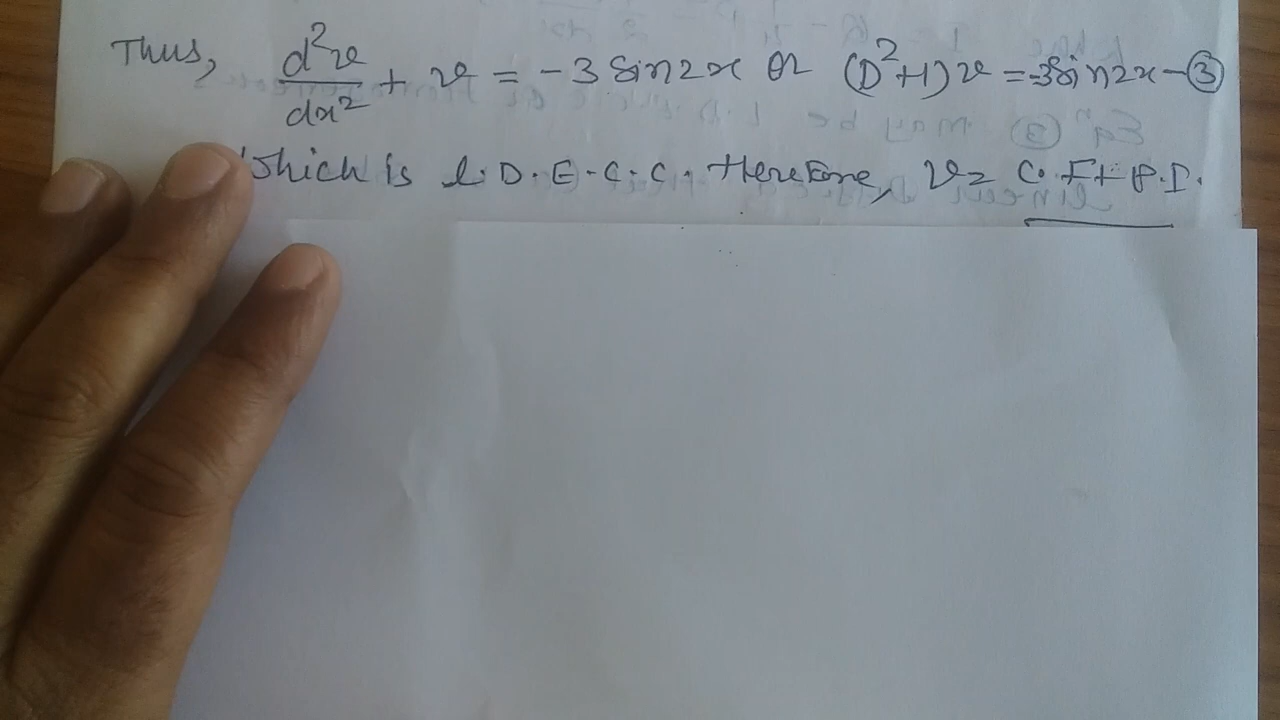 Thus, d²v/dx² + v = -3 Sin2x or (D²+1)v = -3Sin2x - ③
Which is L.D.E.C.C. Therefore, v = C.F + P.I.